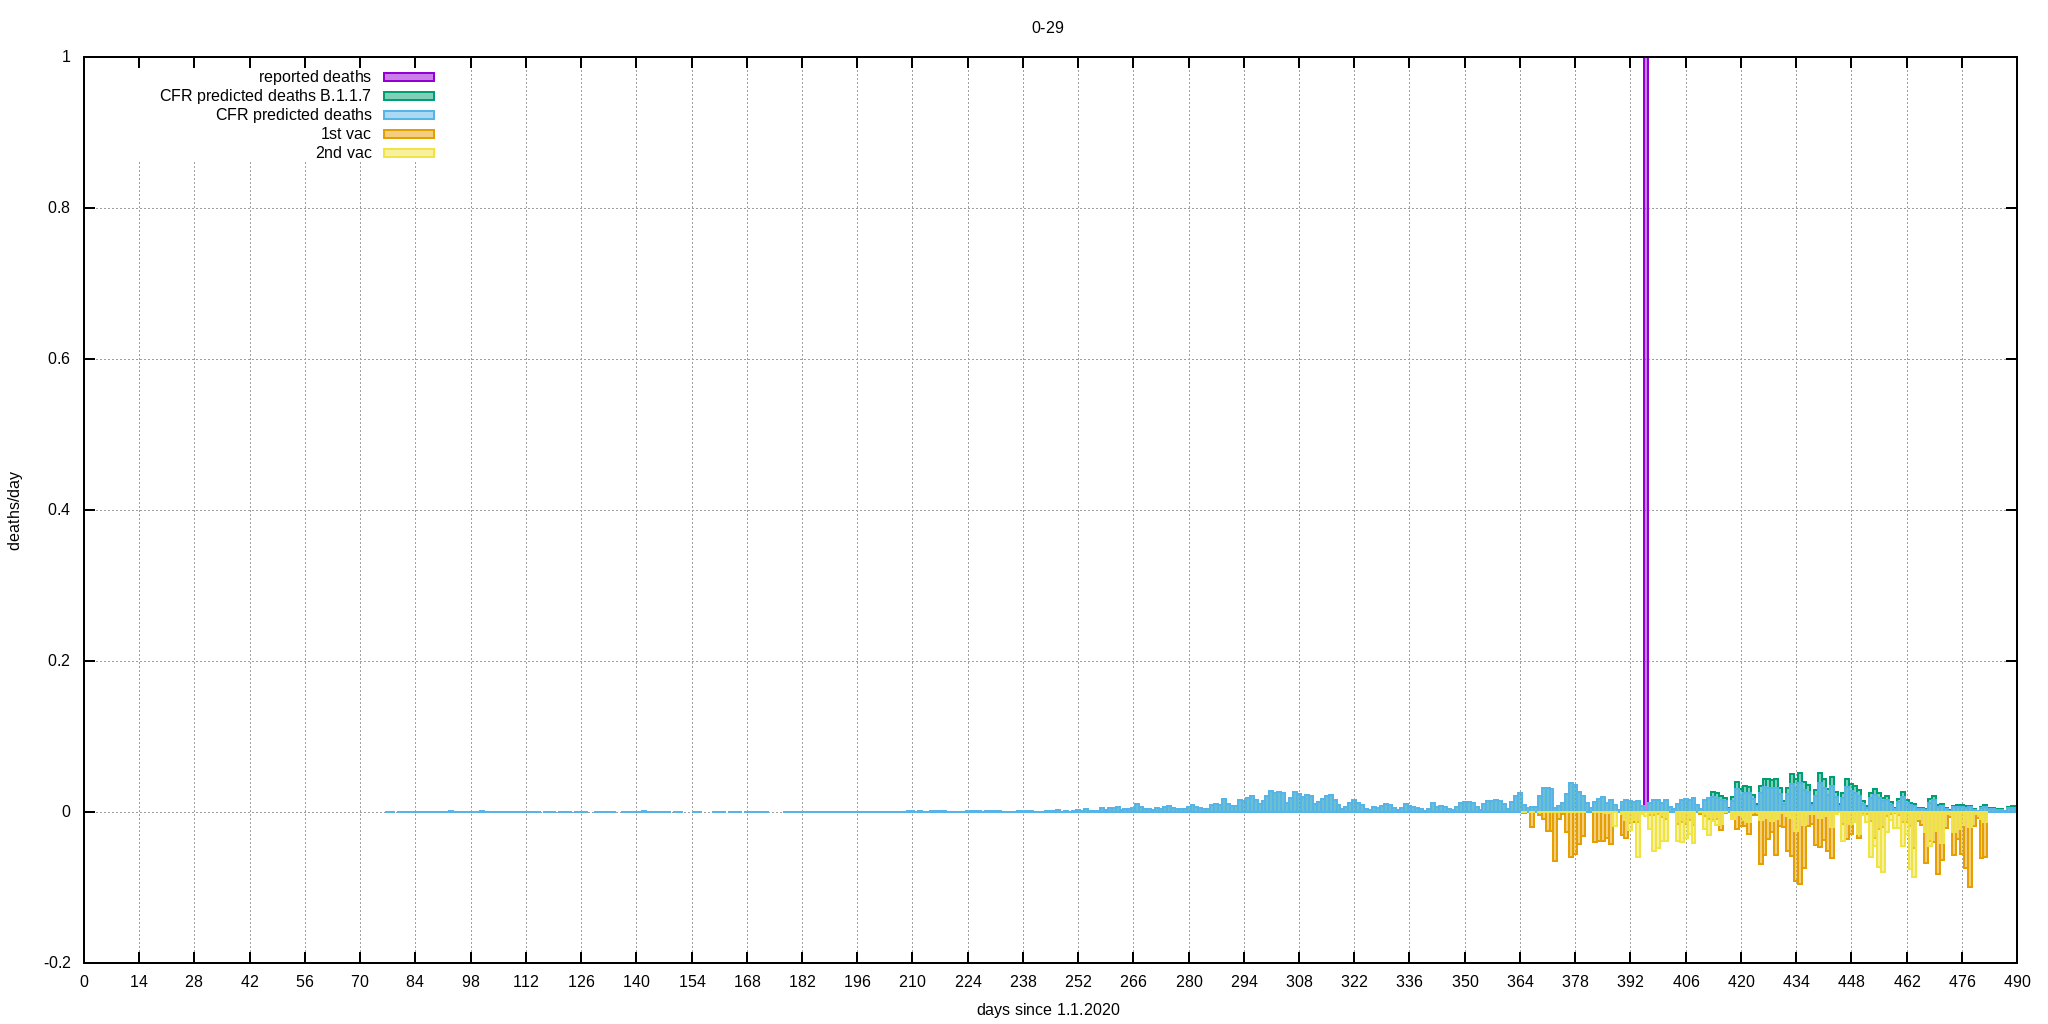 0-29
reported deaths
CFR predicted deaths B.1.1.7
CFR predicted deaths
1st vac
2nd vac
1
0.8
0.6
0.4
0.2
0
-0.2
deaths/day
0 14 28 42 56 70 84 98 112 126 140 154 168 182 196 210 224 238 252 266 280 294 308 322 336 350 364 378 392 406 420 434 448 462 476 490
days since 1.1.2020